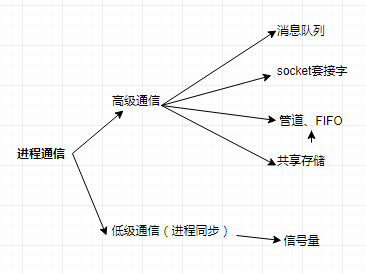 消息队列
socket套接字
高级通信
管道、FIFO
进程通信
共享存储
低级通信（进程同步）
信号量